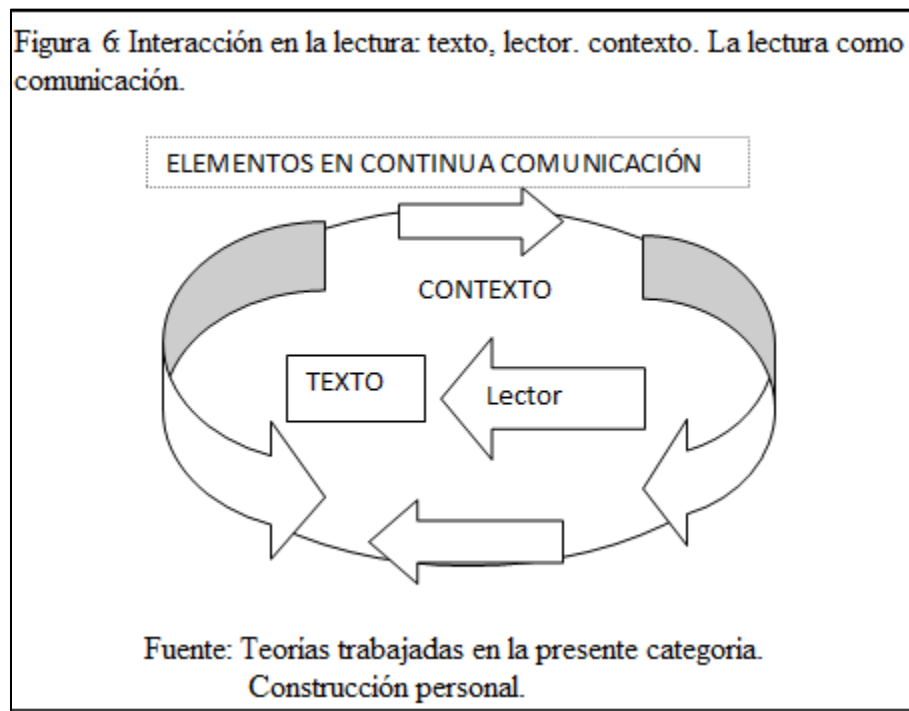 Figura 6: Interacción en la lectura: texto, lector. contexto. La lectura como
comunicación.
ELEMENTOS EN CONTINUA COMUNICACIÓN
CONTEXTO
TEXTO
Lector
Fuente: Teorías trabajadas en la presente categoria.
Construcción personal.